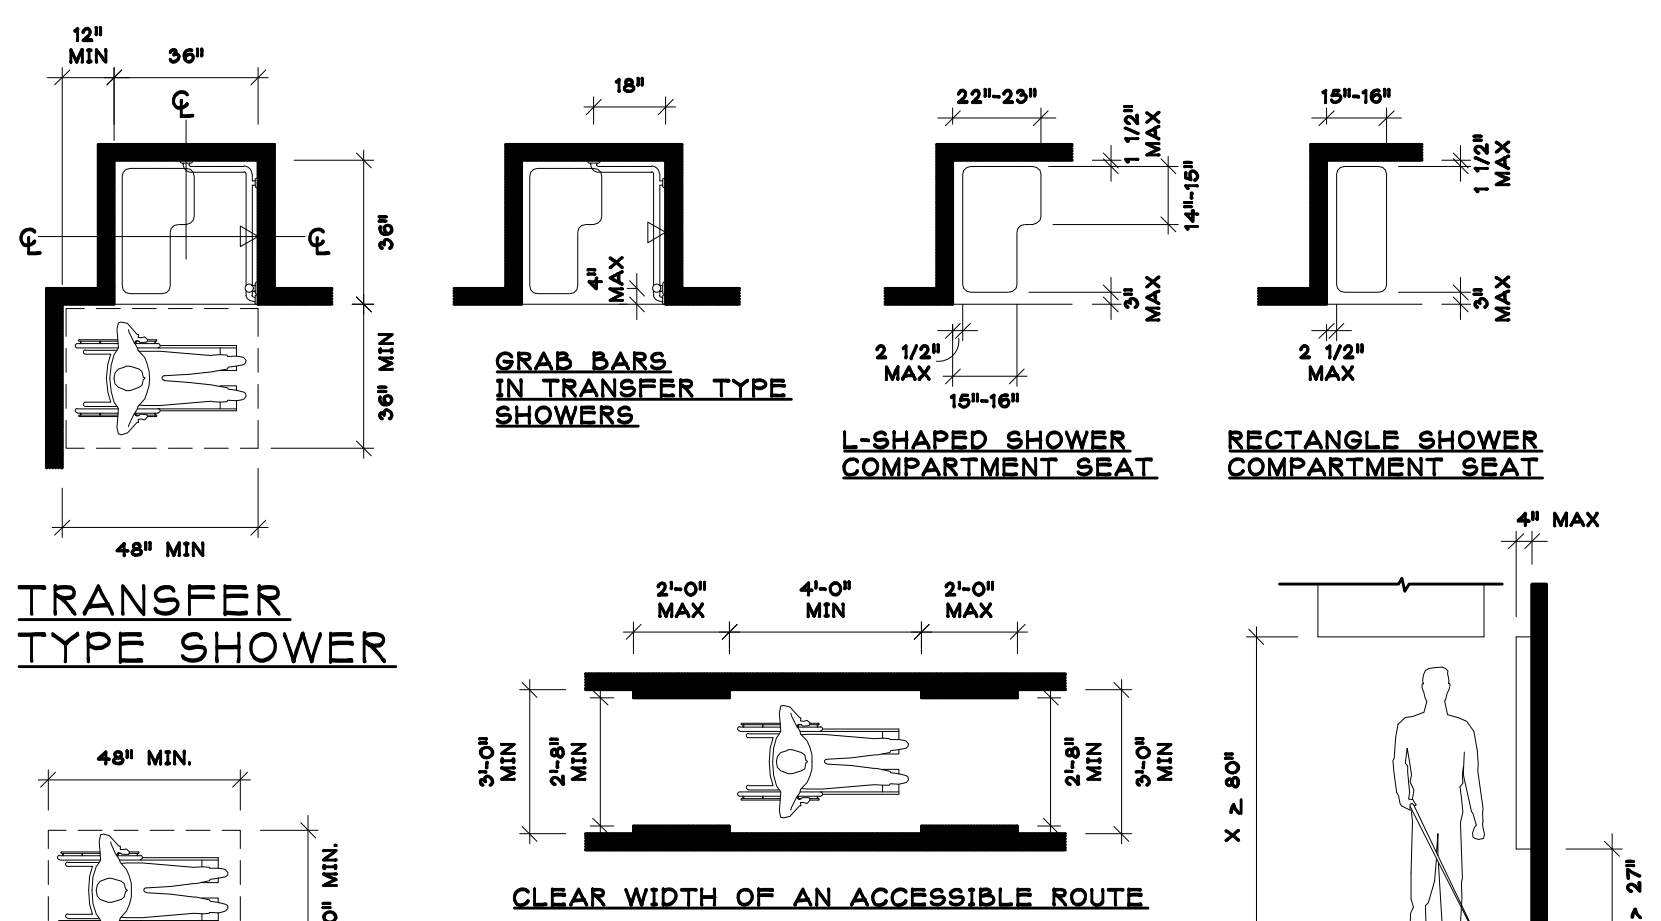 12"
MIN
36"
℄
℄
℄
36"
36" MIN
48" MIN
TRANSFER
TYPE SHOWER
18"
4"
MAX
GRAB BARS
IN TRANSFER TYPE
SHOWERS
22"-23"
1 1/2"
MAX
14"-15"
3"
MAX
2 1/2"
MAX
15"-16"
L-SHAPED SHOWER
COMPARTMENT SEAT
15"-16"
1 1/2"
MAX
3"
MAX
2 1/2"
MAX
RECTANGLE SHOWER
COMPARTMENT SEAT
2'-0"
MAX
4'-0"
MIN
2'-0"
MAX
3'-0"
MIN
2'-8"
MIN
2'-8"
MIN
3'-0"
MIN
CLEAR WIDTH OF AN ACCESSIBLE ROUTE
4" MAX
X ≥ 80"
27"
48" MIN.
0" MIN.